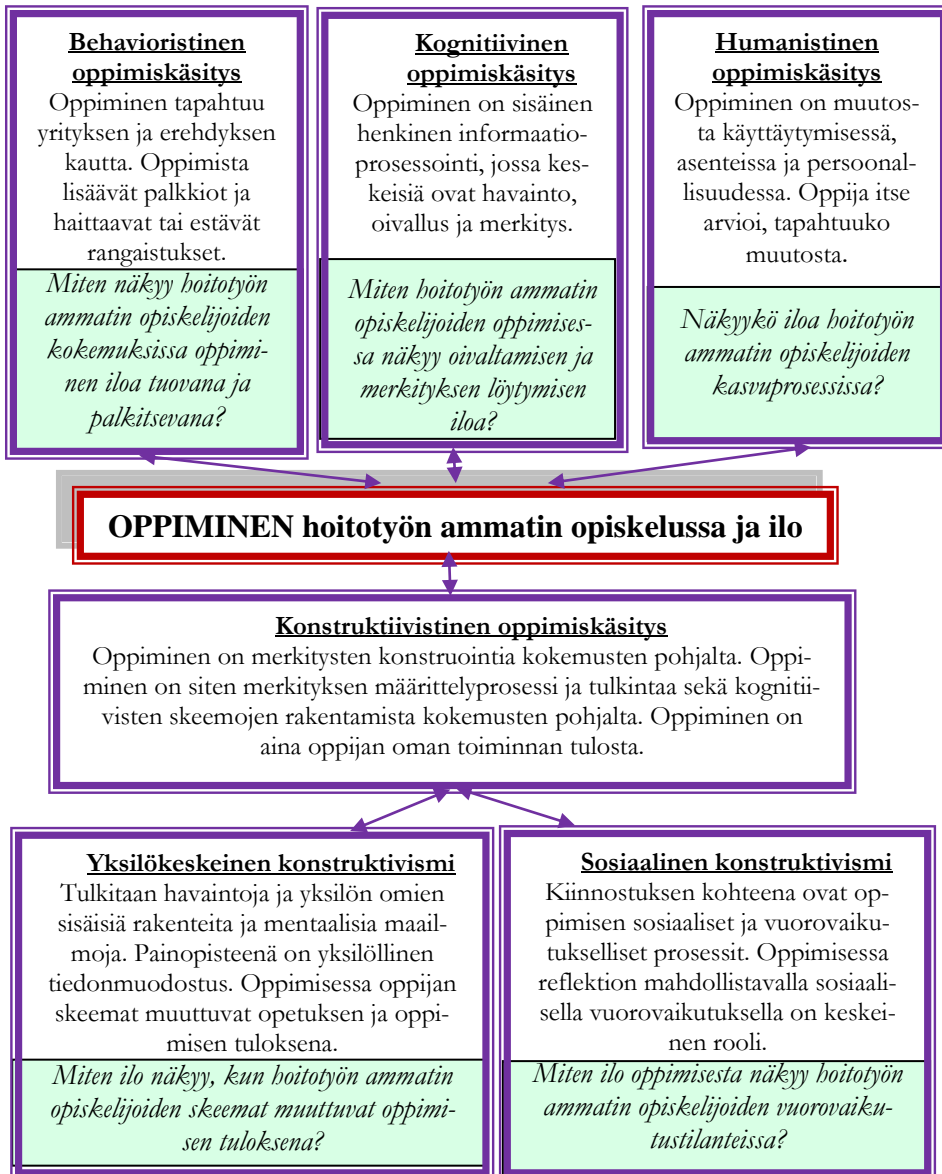 Behavioristinen
oppimiskäsitys
Oppiminen tapahtuu
yrityksen ja erehdyksen
kautta. Oppimista
lisäävät palkkiot ja
haittaavat tai estävät
rangaistukset.
Miten näkyy hoitotyön
ammatin opiskelijoiden
kokemuksissa oppimi-
nen iloa tuovana ja
palkitsevana?
Kognitiivinen
oppimiskäsitys
Oppiminen on sisäinen
henkinen informaatio-
prosessointi, jossa kes-
keisiä ovat havainto,
oivallus ja merkitys.
Miten hoitotyön ammatin
opiskelijoiden oppimises-
sa näkyy oivaltamisen ja
merkityksen löytymisen
iloa?
Humanistinen
oppimiskäsitys
Oppiminen on muutos-
ta käyttäytymisessä,
asenteissa ja persoonal-
lisuudessa. Oppija itse
arvioi, tapahtuuko
muutosta.
Näkyykö iloa hoitotyön
ammatin opiskelijoiden
kasvuprosessissa?
OPPIMINEN hoitotyön ammatin opiskelussa ja ilo
Konstruktiivistinen oppimiskäsitys
Oppiminen on merkitysten konstruointia kokemusten pohjalta. Oppi-
minen on siten merkityksen määrittelyprosessi ja tulkintaa sekä kognitii-
visten skeemojen rakentamista kokemusten pohjalta. Oppiminen on
aina oppijan oman toiminnan tulosta.
Yksilökeskeinen konstruktivismi
Tulkitaan havaintoja ja yksilön omien
sisäisiä rakenteita ja mentaalisia maail-
moja. Painopisteenä on yksilöllinen
tiedonmuodostus. Oppimisessa oppijan
skeemat muuttuvat opetuksen ja oppi-
misen tuloksena.
Miten ilo näkyy, kun hoitotyön ammatin
opiskelijoiden skeemat muuttuvat oppimi-
sen tuloksena?
Sosiaalinen konstruktivismi
Kiinnostuksen kohteena ovat op-
pimisen sosiaaliset ja vuorovaiku-
tukselliset prosessit. Oppimisessa
reflektion mahdollistavalla sosiaali-
sella vuorovaikutuksella on keskei-
nen rooli.
Miten ilo oppimisesta näkyy hoitotyön
ammatin opiskelijoiden vuorovaiku-
tustilanteissa?